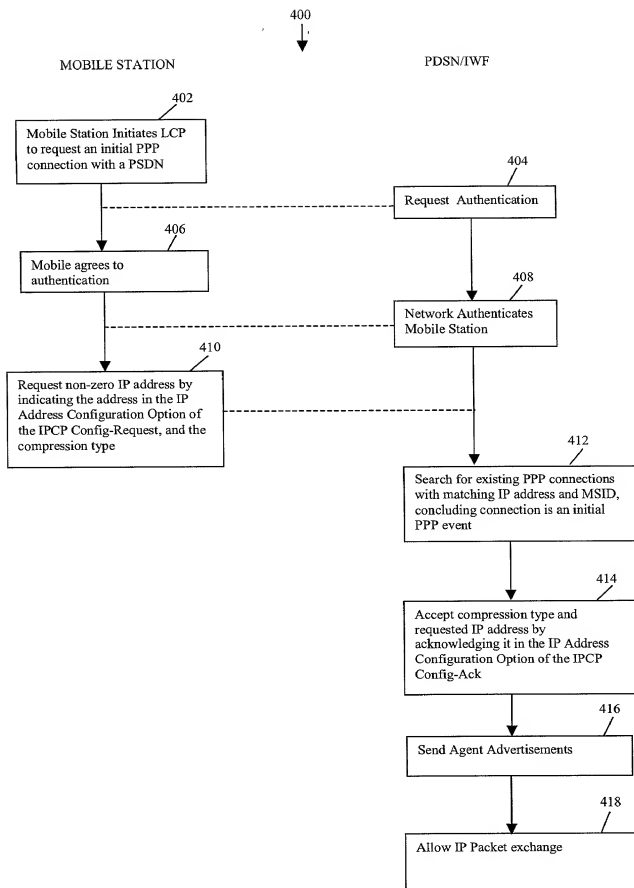 400
MOBILE STATION
PDSN/IWF
402
Mobile Station Initiates LCP
to request an initial PPP
connection with a PSDN
404
Request Authentication
406
Mobile agrees to
authentication
408
Network Authenticates
Mobile Station
410
Request non-zero IP address by
indicating the address in the IP
Address Configuration Option of
the IPCP Config-Request, and the
compression type
412
Search for existing PPP connections
with matching IP address and MSID,
concluding connection is an initial
PPP event
414
Accept compression type and
requested IP address by
acknowledging it in the IP Address
Configuration Option of the IPCP
Config-Ack
416
Send Agent Advertisements
418
Allow IP Packet exchange